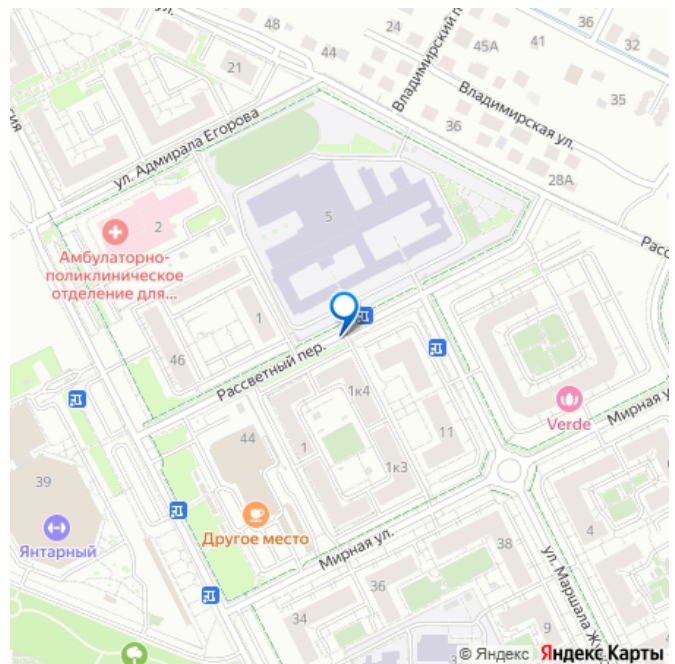 ул.
48
44
24
45А
41
36
32
21
Владимирский п
35
Владимирская ул.
36
ул. Адмирала Егорова
28А
сия
5
2
Расс
Амбулаторно-
поликлиническое
отделение для...
1
46
Рассветный пер.
1к4
Verde
Мирная у
11
44
1
1к3
39
Янтарный
Другое место
Мирная ул.
4
38
ул. Маршала Ж
36
34
9
© Яндекс Яндекс Карты